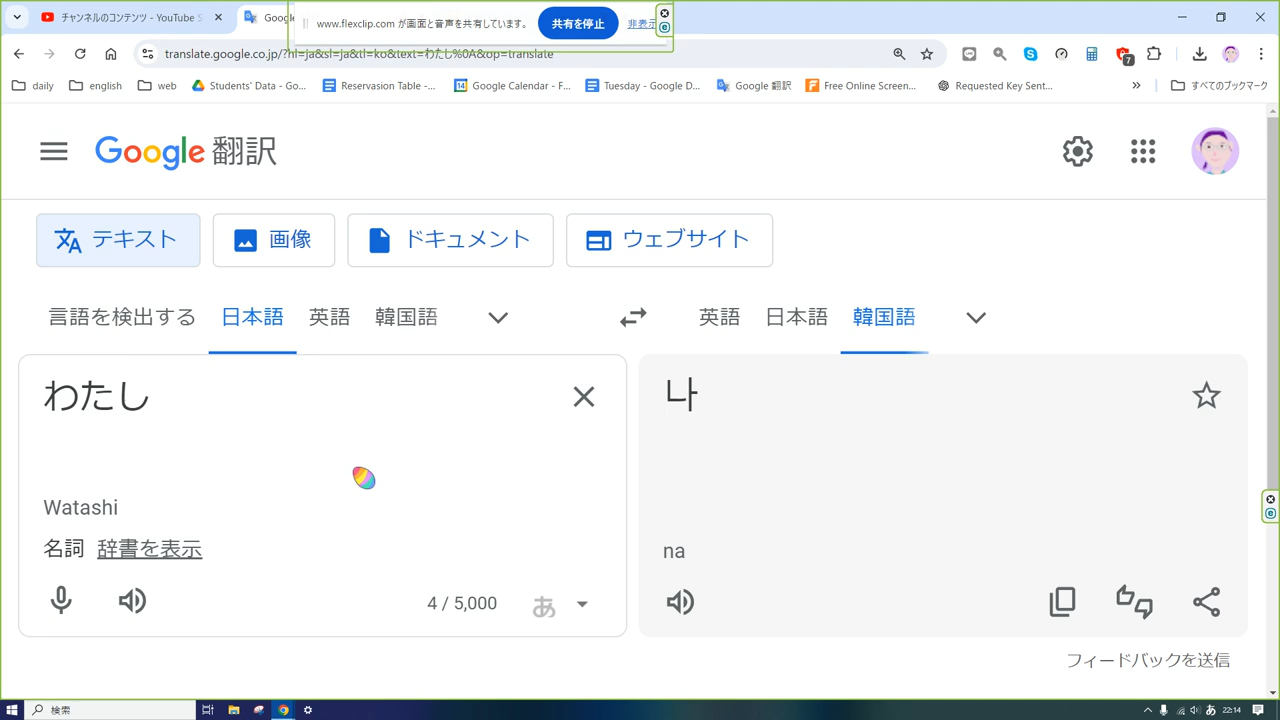 チャンネルのコンテンツ - YouTube S
Google
www.flexclip.com が画面と音声を共有しています。
共有を停止
非表示
translate.google.co.jp/?hl=ja&sl=ja&tl=ko&text=わたし%0A&op=translate
7
daily
english
web
Students' Data - Go...
Reservasion Table -...
Google Calendar - F...
Tuesday - Google D...
Google 翻訳
Free Online Screen...
Requested Key Sent...
»
すべてのブックマーク
Google 翻訳
テキスト
画像
ドキュメント
ウェブサイト
言語を検出する
日本語
英語
韓国語
英語
日本語
韓国語
わたし
나
Watashi
na
名詞 辞書を表示
4 / 5,000
あ
フィードバックを送信
検索
あ
22:14